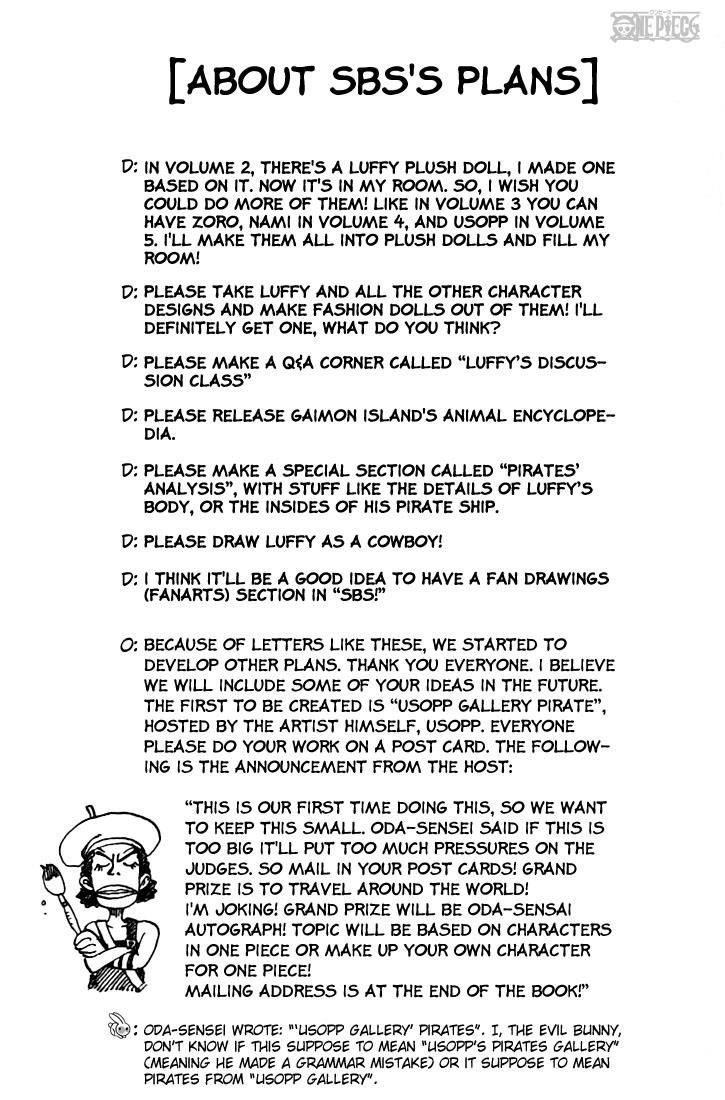 ワンピース
ONE PIECE
[ABOUT SBS'S PLANS]
D: IN VOLUME 2, THERE'S A LUFFY PLUSH DOLL, I MADE ONE
BASED ON IT. NOW IT'S IN MY ROOM. SO, I WISH YOU
COULD DO MORE OF THEM! LIKE IN VOLUME 3 YOU CAN
HAVE ZORO, NAMI IN VOLUME 4, AND USOPP IN VOLUME
5. I'LL MAKE THEM ALL INTO PLUSH DOLLS AND FILL MY
ROOM!
D: PLEASE TAKE LUFFY AND ALL THE OTHER CHARACTER
DESIGNS AND MAKE FASHION DOLLS OUT OF THEM! I'LL
DEFINITELY GET ONE, WHAT DO YOU THINK?
D: PLEASE MAKE A Q&A CORNER CALLED "LUFFY'S DISCUS-
SION CLASS"
D: PLEASE RELEASE GAIMON ISLAND'S ANIMAL ENCYCLOPE-
DIA.
D: PLEASE MAKE A SPECIAL SECTION CALLED "PIRATES'
ANALYSIS", WITH STUFF LIKE THE DETAILS OF LUFFY'S
BODY, OR THE INSIDES OF HIS PIRATE SHIP.
D: PLEASE DRAW LUFFY AS A COWBOY!
D: I THINK IT'LL BE A GOOD IDEA TO HAVE A FAN DRAWINGS
(FANARTS) SECTION IN "SBS!"
O: BECAUSE OF LETTERS LIKE THESE, WE STARTED TO
DEVELOP OTHER PLANS. THANK YOU EVERYONE. I BELIEVE
WE WILL INCLUDE SOME OF YOUR IDEAS IN THE FUTURE.
THE FIRST TO BE CREATED IS "USOPP GALLERY PIRATE",
HOSTED BY THE ARTIST HIMSELF, USOPP. EVERYONE
PLEASE DO YOUR WORK ON A POST CARD. THE FOLLOW-
ING IS THE ANNOUNCEMENT FROM THE HOST:
"THIS IS OUR FIRST TIME DOING THIS, SO WE WANT
TO KEEP THIS SMALL. ODA-SENSEI SAID IF THIS IS
TOO BIG IT'LL PUT TOO MUCH PRESSURES ON THE
JUDGES. SO MAIL IN YOUR POST CARDS! GRAND
PRIZE IS TO TRAVEL AROUND THE WORLD!
I'M JOKING! GRAND PRIZE WILL BE ODA-SENSAI
AUTOGRAPH! TOPIC WILL BE BASED ON CHARACTERS
IN ONE PIECE OR MAKE UP YOUR OWN CHARACTER
FOR ONE PIECE!
MAILING ADDRESS IS AT THE END OF THE BOOK!"
: ODA-SENSEI WROTE: "'USOPP GALLERY' PIRATES". I, THE EVIL BUNNY,
DON'T KNOW IF THIS SUPPOSE TO MEAN "USOPP'S PIRATES GALLERY"
(MEANING HE MADE A GRAMMAR MISTAKE) OR IT SUPPOSE TO MEAN
PIRATES FROM "USOPP GALLERY".